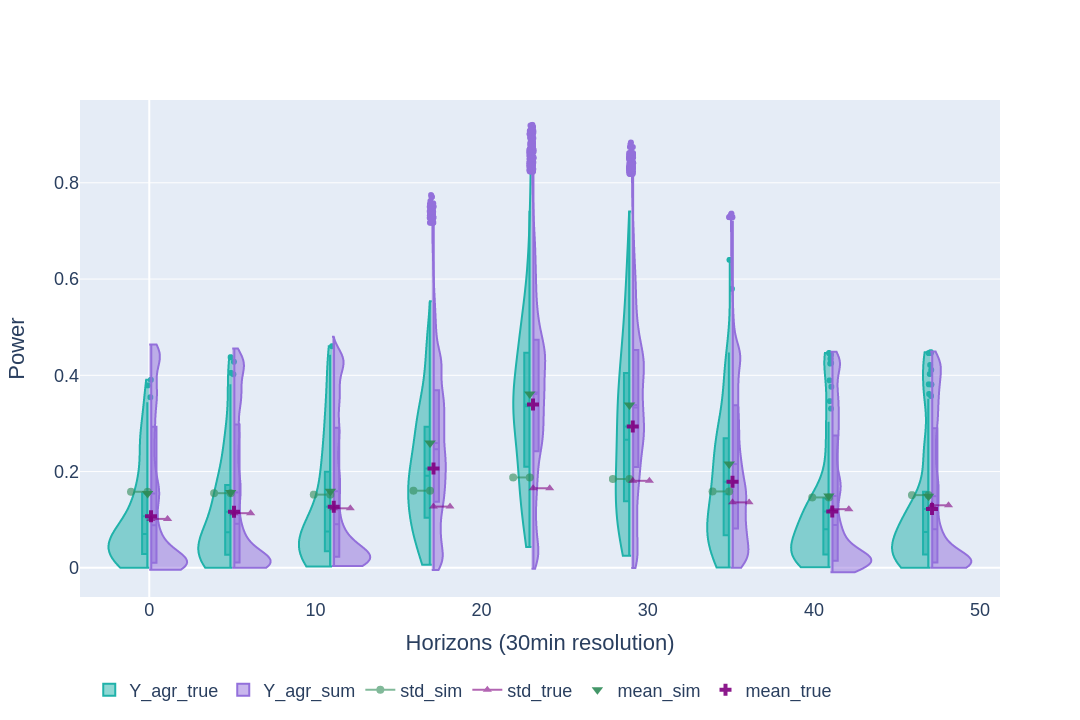 0.8
0.6
0.4
0.2
0
Power
0 10 20 30 40 50
Horizons (30min resolution)
Y_agr_true Y_agr_sum std_sim std_true mean_sim mean_true